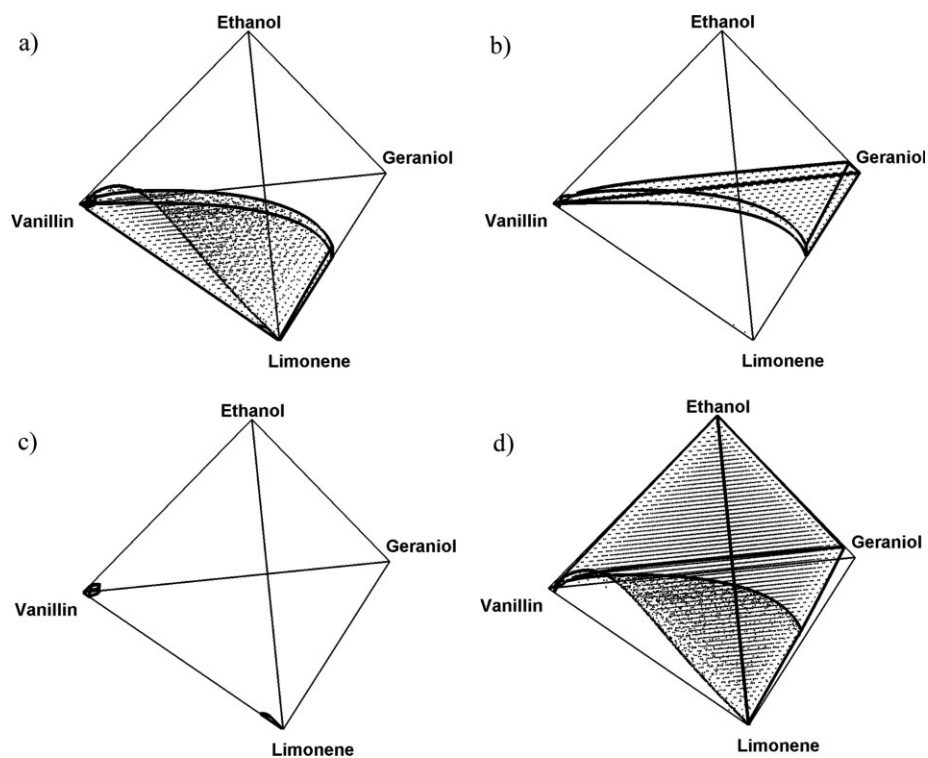 a)
Ethanol
Geraniol
Vanillin
Limonene
b)
Ethanol
Geraniol
Vanillin
Limonene
c)
Ethanol
Geraniol
Vanillin
Limonene
d)
Ethanol
Geraniol
Vanillin
Limonene